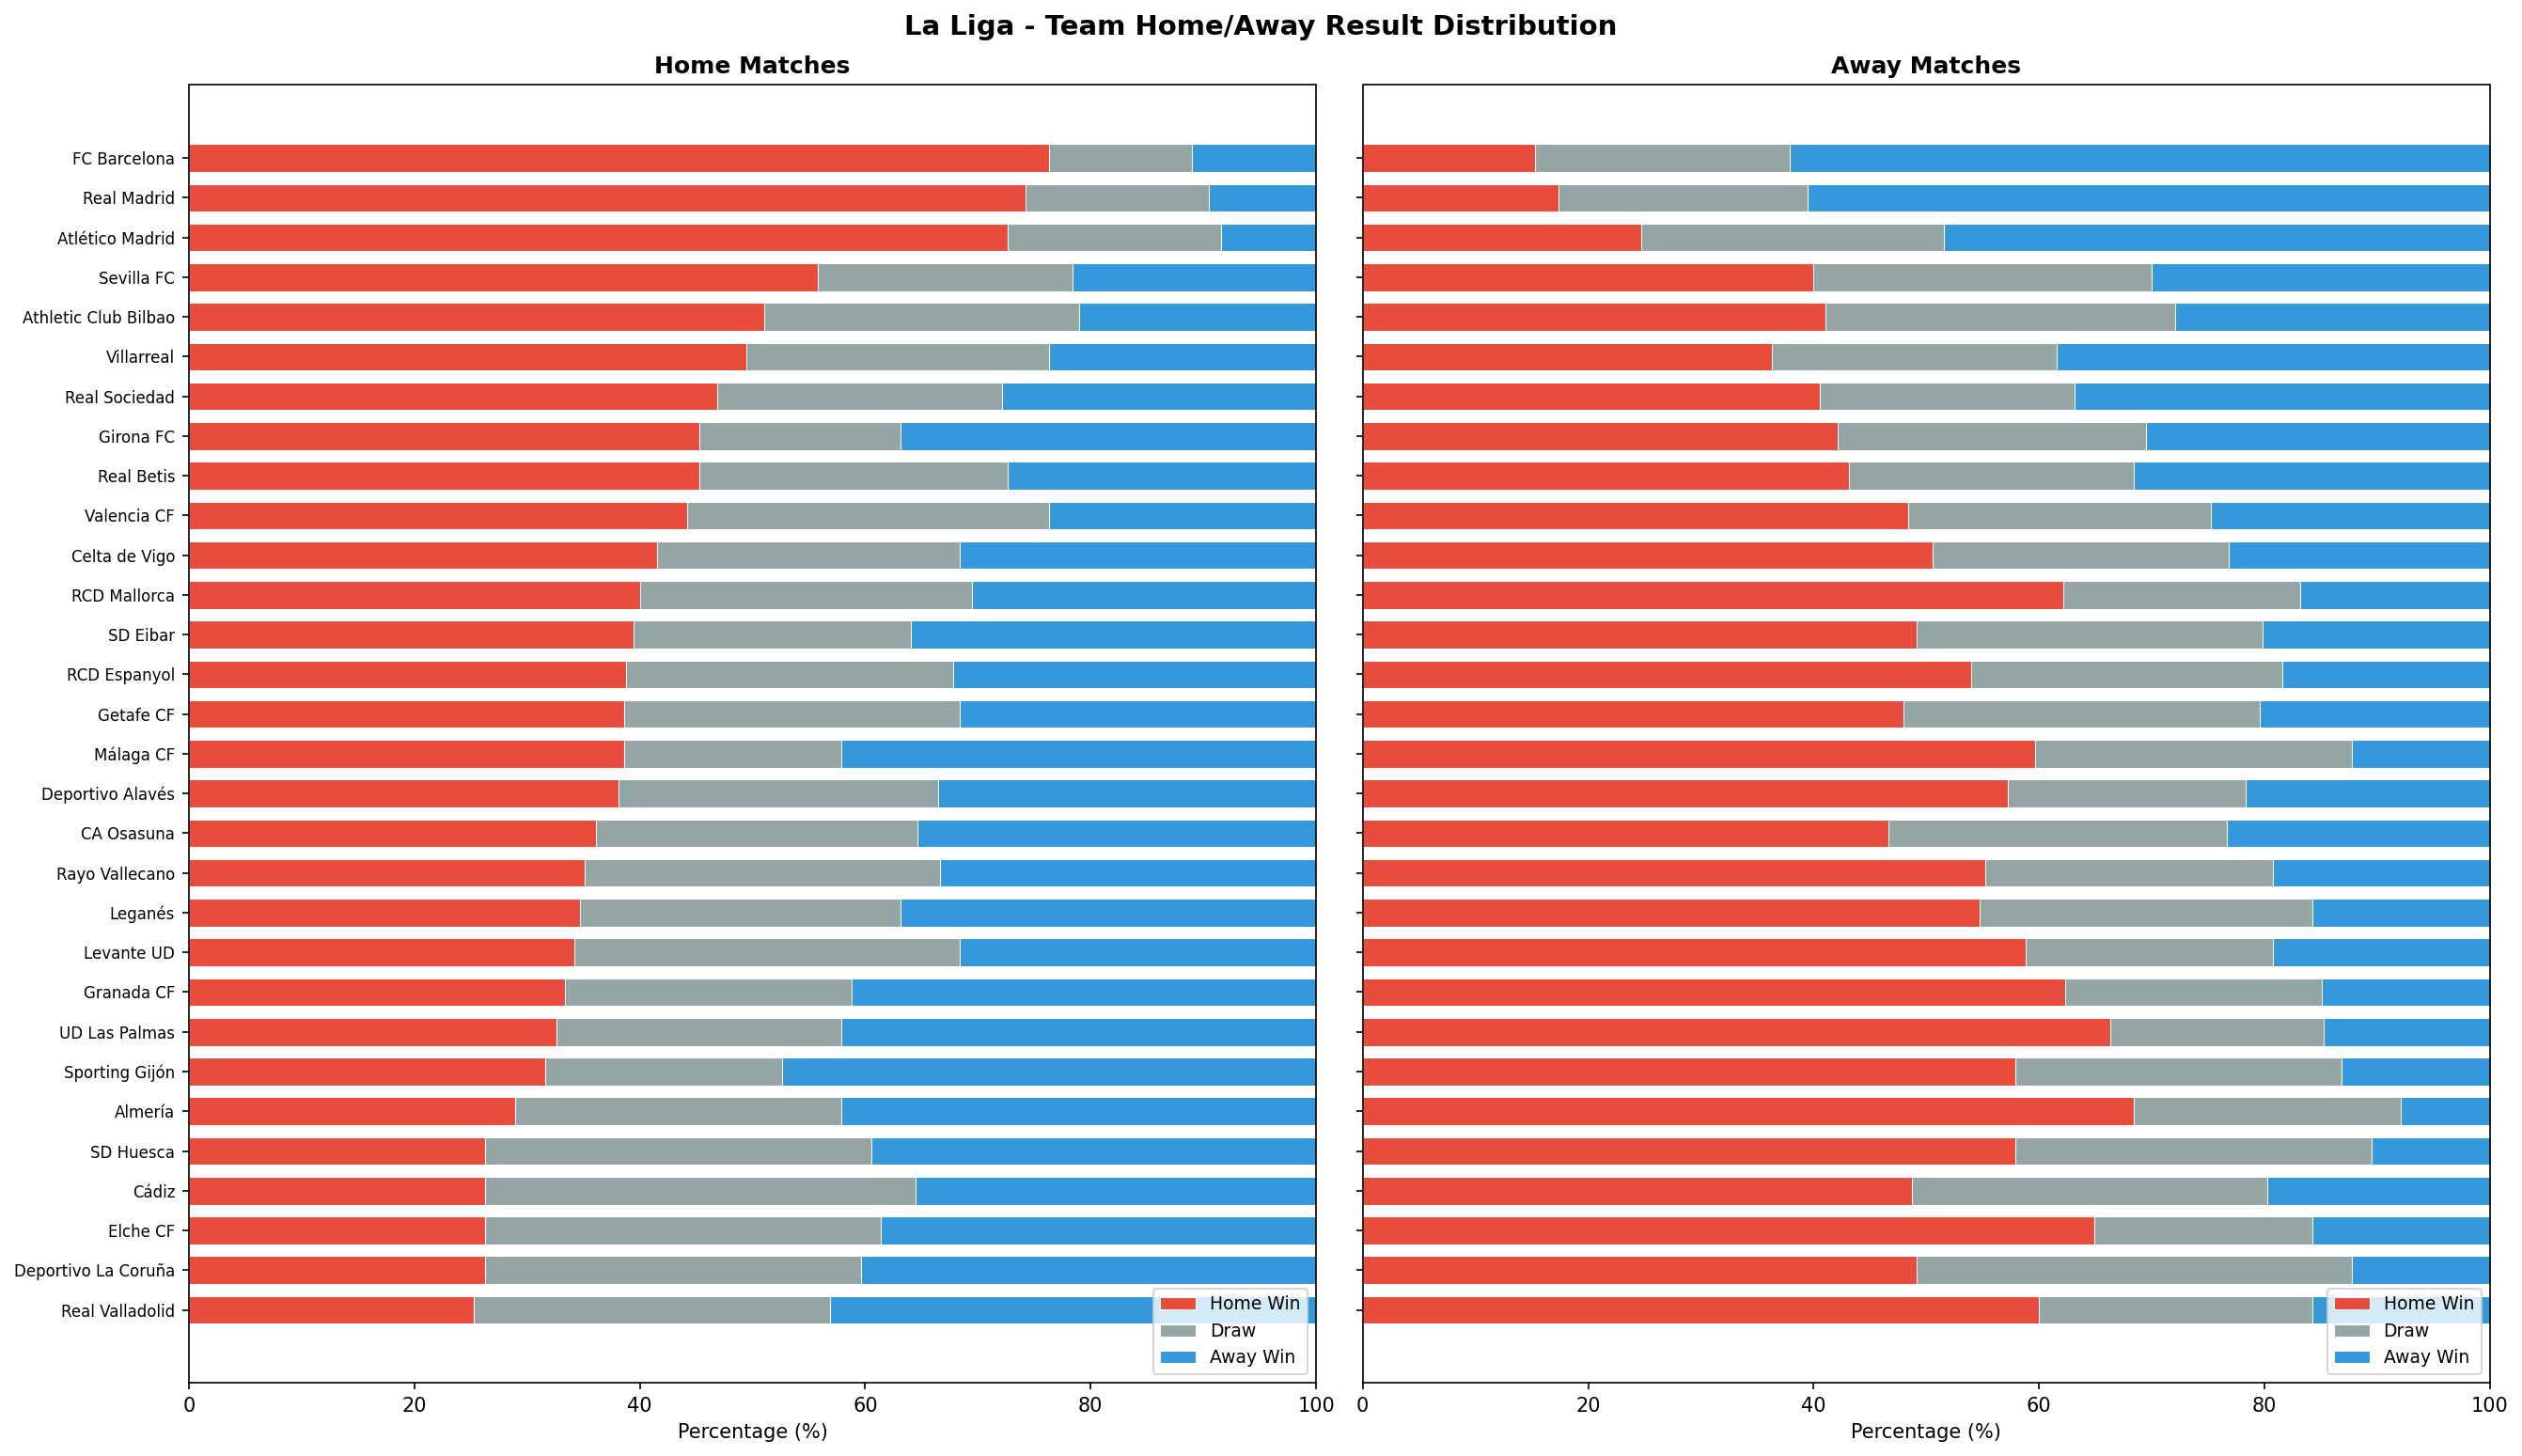 La Liga - Team Home/Away Result Distribution
Home Matches
Away Matches
FC Barcelona
Real Madrid
Atlético Madrid
Sevilla FC
Athletic Club Bilbao
Villarreal
Real Sociedad
Girona FC
Real Betis
Valencia CF
Celta de Vigo
RCD Mallorca
SD Eibar
RCD Espanyol
Getafe CF
Málaga CF
Deportivo Alavés
CA Osasuna
Rayo Vallecano
Leganés
Levante UD
Granada CF
UD Las Palmas
Sporting Gijón
Almería
SD Huesca
Cádiz
Elche CF
Deportivo La Coruña
Real Valladolid
Home Win
Draw
Away Win
Home Win
Draw
Away Win
0 20 40 60 80 100
0 20 40 60 80 100
Percentage (%)
Percentage (%)